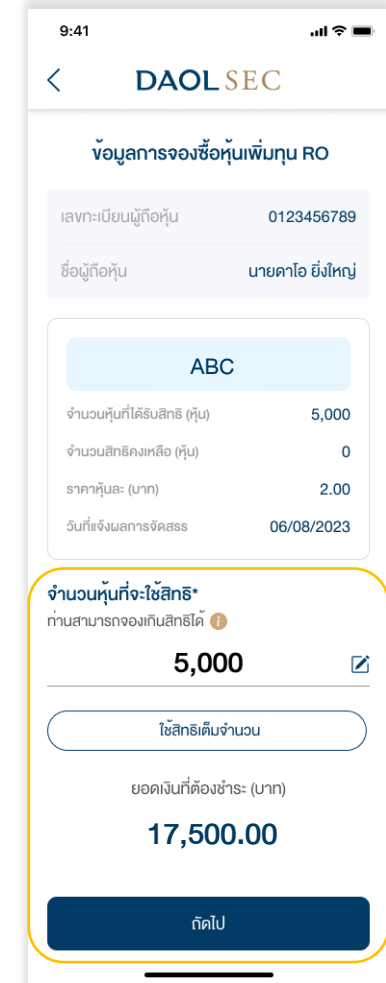 9:41
DAOL SEC
ข้อมูลการจองซื้อหุ้นเพิ่มทุน RO
เลขทะเบียนผู้ถือหุ้น 0123456789
ชื่อผู้ถือหุ้น นายดาโอ ยิ่งใหญ่
ABC
จำนวนหุ้นที่ได้รับสิทธิ (หุ้น) 5,000
จำนวนสิทธิคงเหลือ (หุ้น) 0
ราคาหุ้นละ (บาท) 2.00
วันที่แจ้งผลการจัดสรร 06/08/2023
จำนวนหุ้นที่จะใช้สิทธิ*
ท่านสามารถจองเกินสิทธิได้ i
5,000
ใช้สิทธิเต็มจำนวน
ยอดเงินที่ต้องชำระ (บาท)
17,500.00
ถัดไป